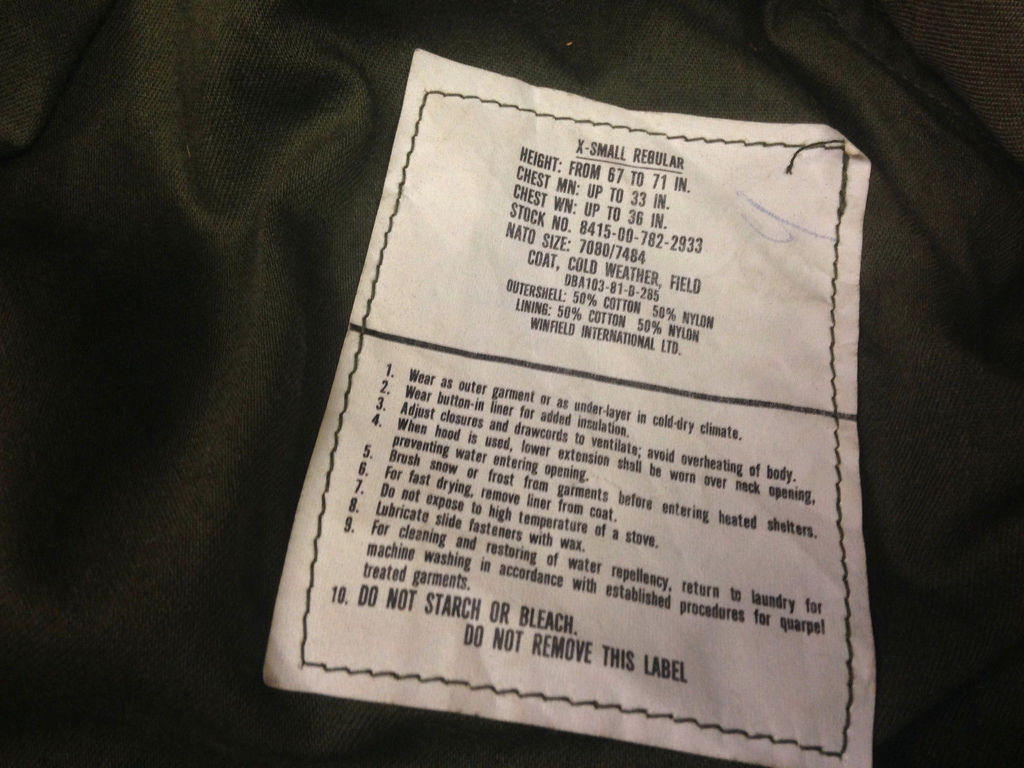 X-SMALL REGULAR
HEIGHT: FROM 67 TO 71 IN.
CHEST MN: UP TO 33 IN.
CHEST WN: UP TO 36 IN.
STOCK NO. 8415-00-782-2933
NATO SIZE: 7080/7484
COAT, COLD WEATHER, FIELD
DBA103-81-D-285
OUTERSHELL: 50% COTTON 50% NYLON
LINING: 50% COTTON 50% NYLON
WINFIELD INTERNATIONAL LTD.
1. Wear as outer garment or as under-layer in cold-dry climate.
2. Wear button-in liner for added insulation.
3. Adjust closures and drawcords to ventilate; avoid overheating of body.
4. When hood is used, lower extension shall be worn over neck opening,
preventing water entering opening.
5. Brush snow or frost from garments before entering heated shelters.
6. For fast drying, remove liner from coat.
7. Do not expose to high temperature of a stove.
8. Lubricate slide fasteners with wax.
9. For cleaning and restoring of water repellency, return to laundry for
machine washing in accordance with established procedures for quarpel
treated garments.
10. DO NOT STARCH OR BLEACH.
DO NOT REMOVE THIS LABEL